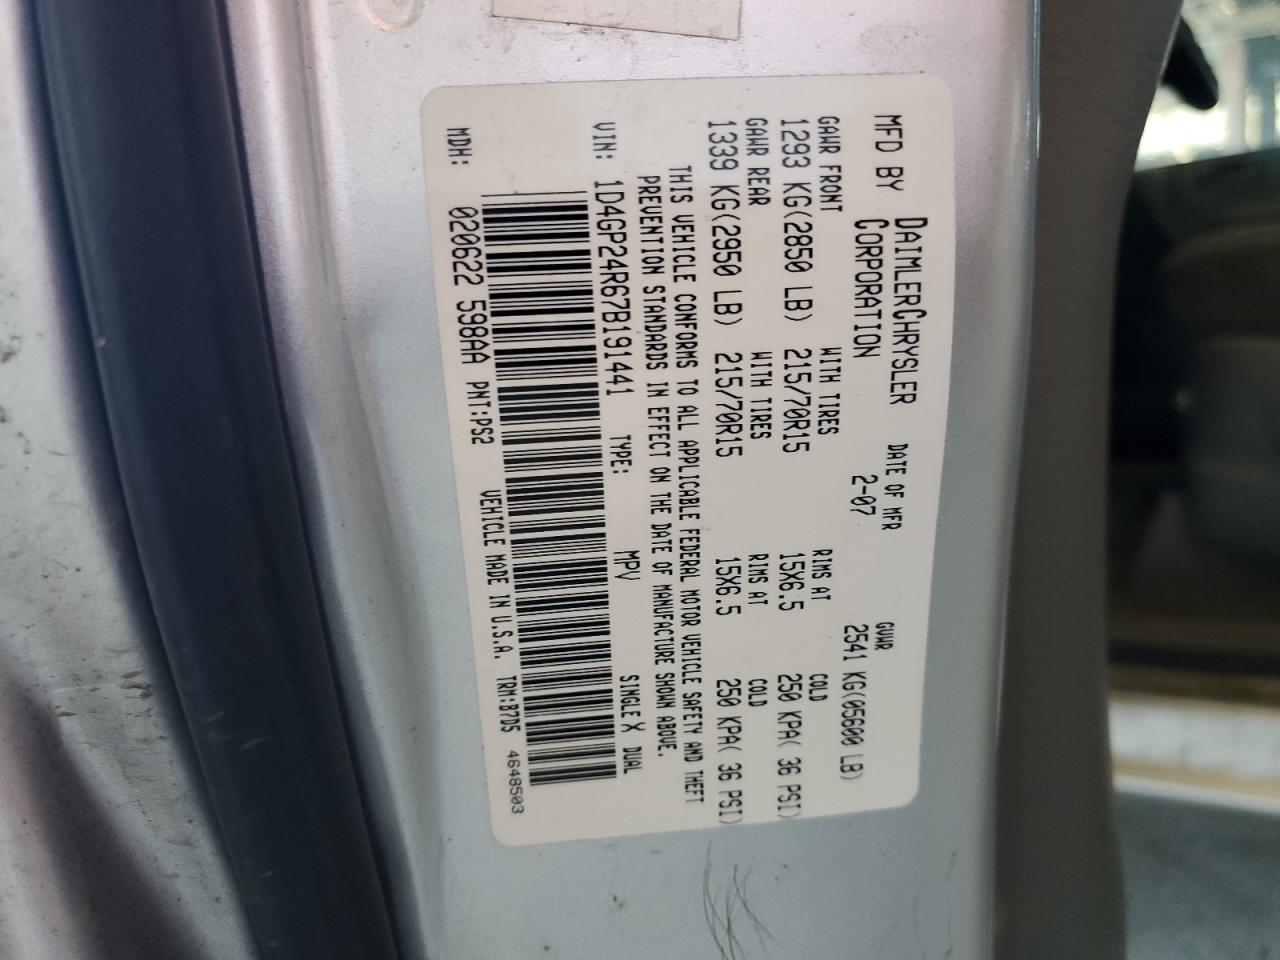 MFD BY DAIMLERCHRYSLER CORPORATION DATE OF MFR 2-07 GVWR 2541 KG(05600 LB)
GAWR FRONT WITH TIRES RIMS AT COLD
1293 KG(2850 LB) 215/70R15 15X6.5 250 KPA( 36 PSI)
GAWR REAR WITH TIRES RIMS AT COLD
1339 KG(2950 LB) 215/70R15 15X6.5 250 KPA( 36 PSI)
THIS VEHICLE CONFORMS TO ALL APPLICABLE FEDERAL MOTOR VEHICLE SAFETY AND THEFT
PREVENTION STANDARDS IN EFFECT ON THE DATE OF MANUFACTURE SHOWN ABOVE.
VIN: 1D4GP24R67B191441 TYPE: MPV SINGLE X DUAL
MDH: 020622 598AA PNT:PS2 VEHICLE MADE IN U.S.A. TRM:B7D5 4648503